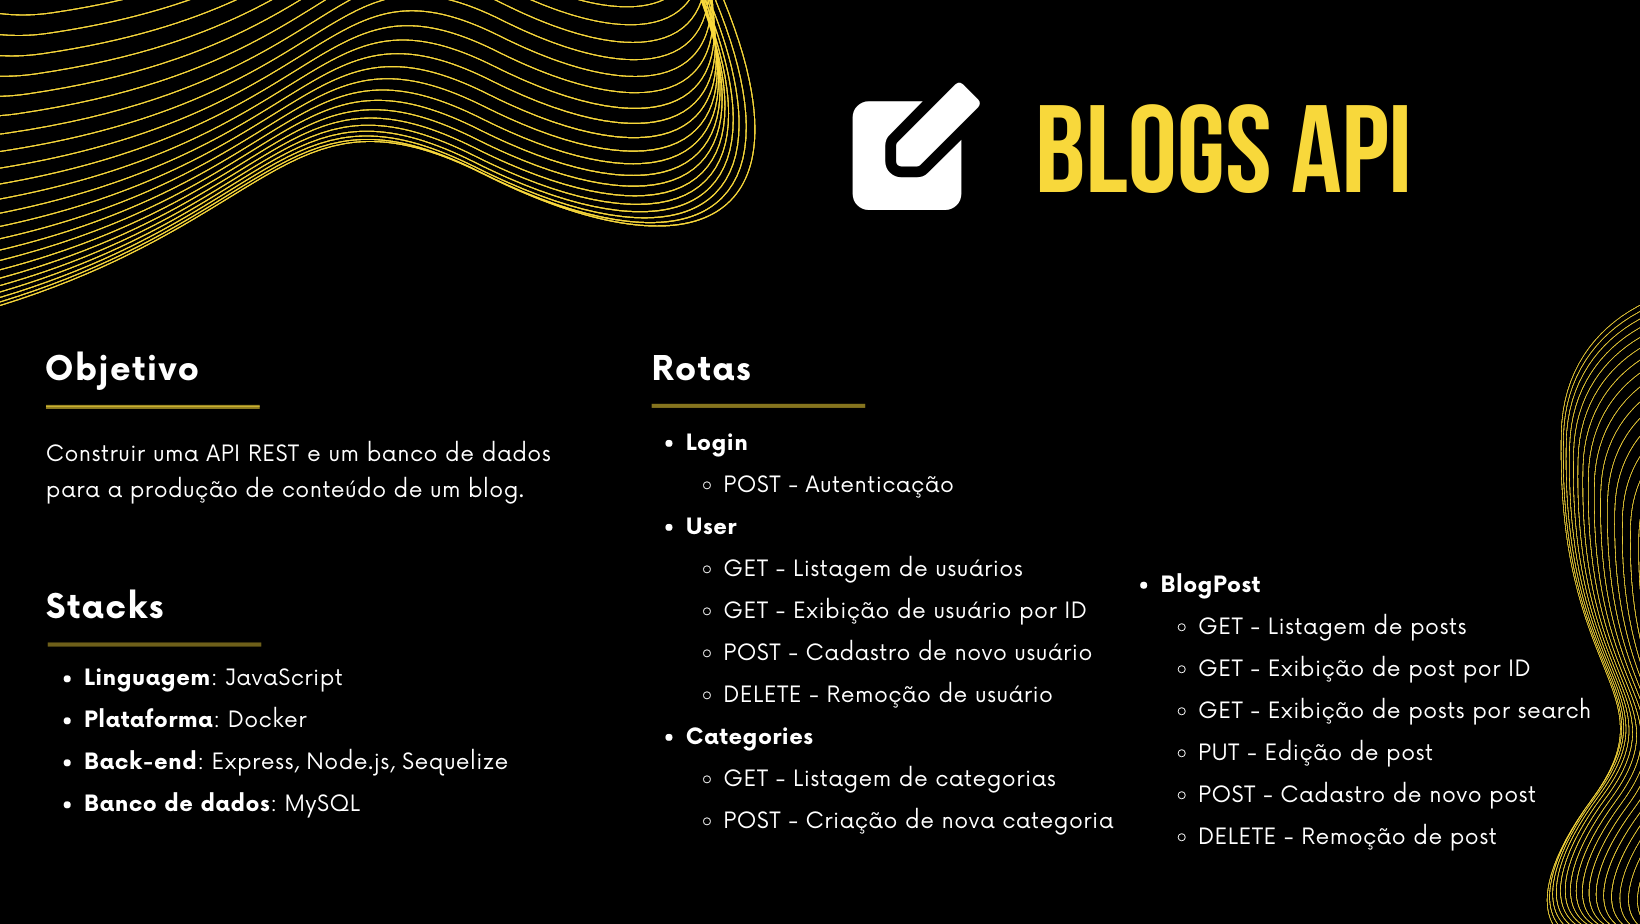 BLOGS API
Objetivo
Construir uma API REST e um banco de dados
para a produção de conteúdo de um blog.
Stacks
• Linguagem: JavaScript
• Plataforma: Docker
• Back-end: Express, Node.js, Sequelize
• Banco de dados: MySQL
Rotas
• Login
◦ POST - Autenticação
• User
◦ GET - Listagem de usuários
◦ GET - Exibição de usuário por ID
◦ POST - Cadastro de novo usuário
◦ DELETE - Remoção de usuário
• Categories
◦ GET - Listagem de categorias
◦ POST - Criação de nova categoria
• BlogPost
◦ GET - Listagem de posts
◦ GET - Exibição de post por ID
◦ GET - Exibição de posts por search
◦ PUT - Edição de post
◦ POST - Cadastro de novo post
◦ DELETE - Remoção de post